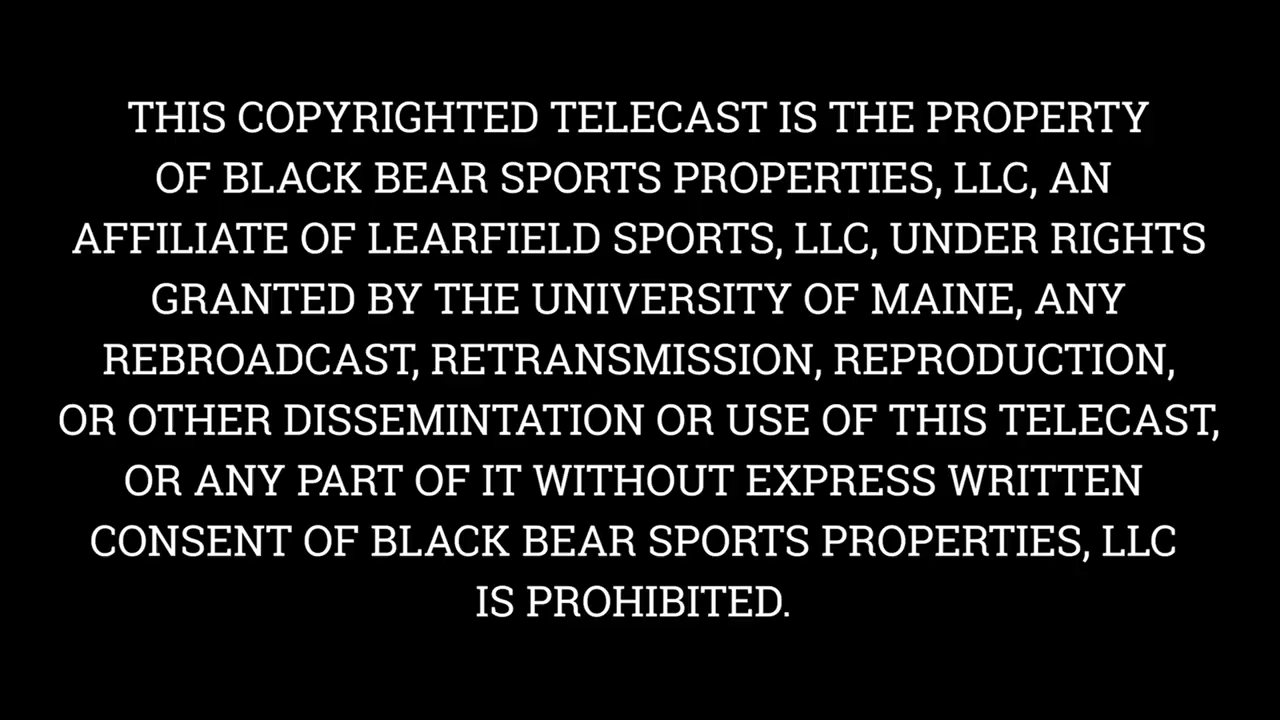 THIS COPYRIGHTED TELECAST IS THE PROPERTY
OF BLACK BEAR SPORTS PROPERTIES, LLC, AN
AFFILIATE OF LEARFIELD SPORTS, LLC, UNDER RIGHTS
GRANTED BY THE UNIVERSITY OF MAINE, ANY
REBROADCAST, RETRANSMISSION, REPRODUCTION,
OR OTHER DISSEMINTATION OR USE OF THIS TELECAST,
OR ANY PART OF IT WITHOUT EXPRESS WRITTEN
CONSENT OF BLACK BEAR SPORTS PROPERTIES, LLC
IS PROHIBITED.